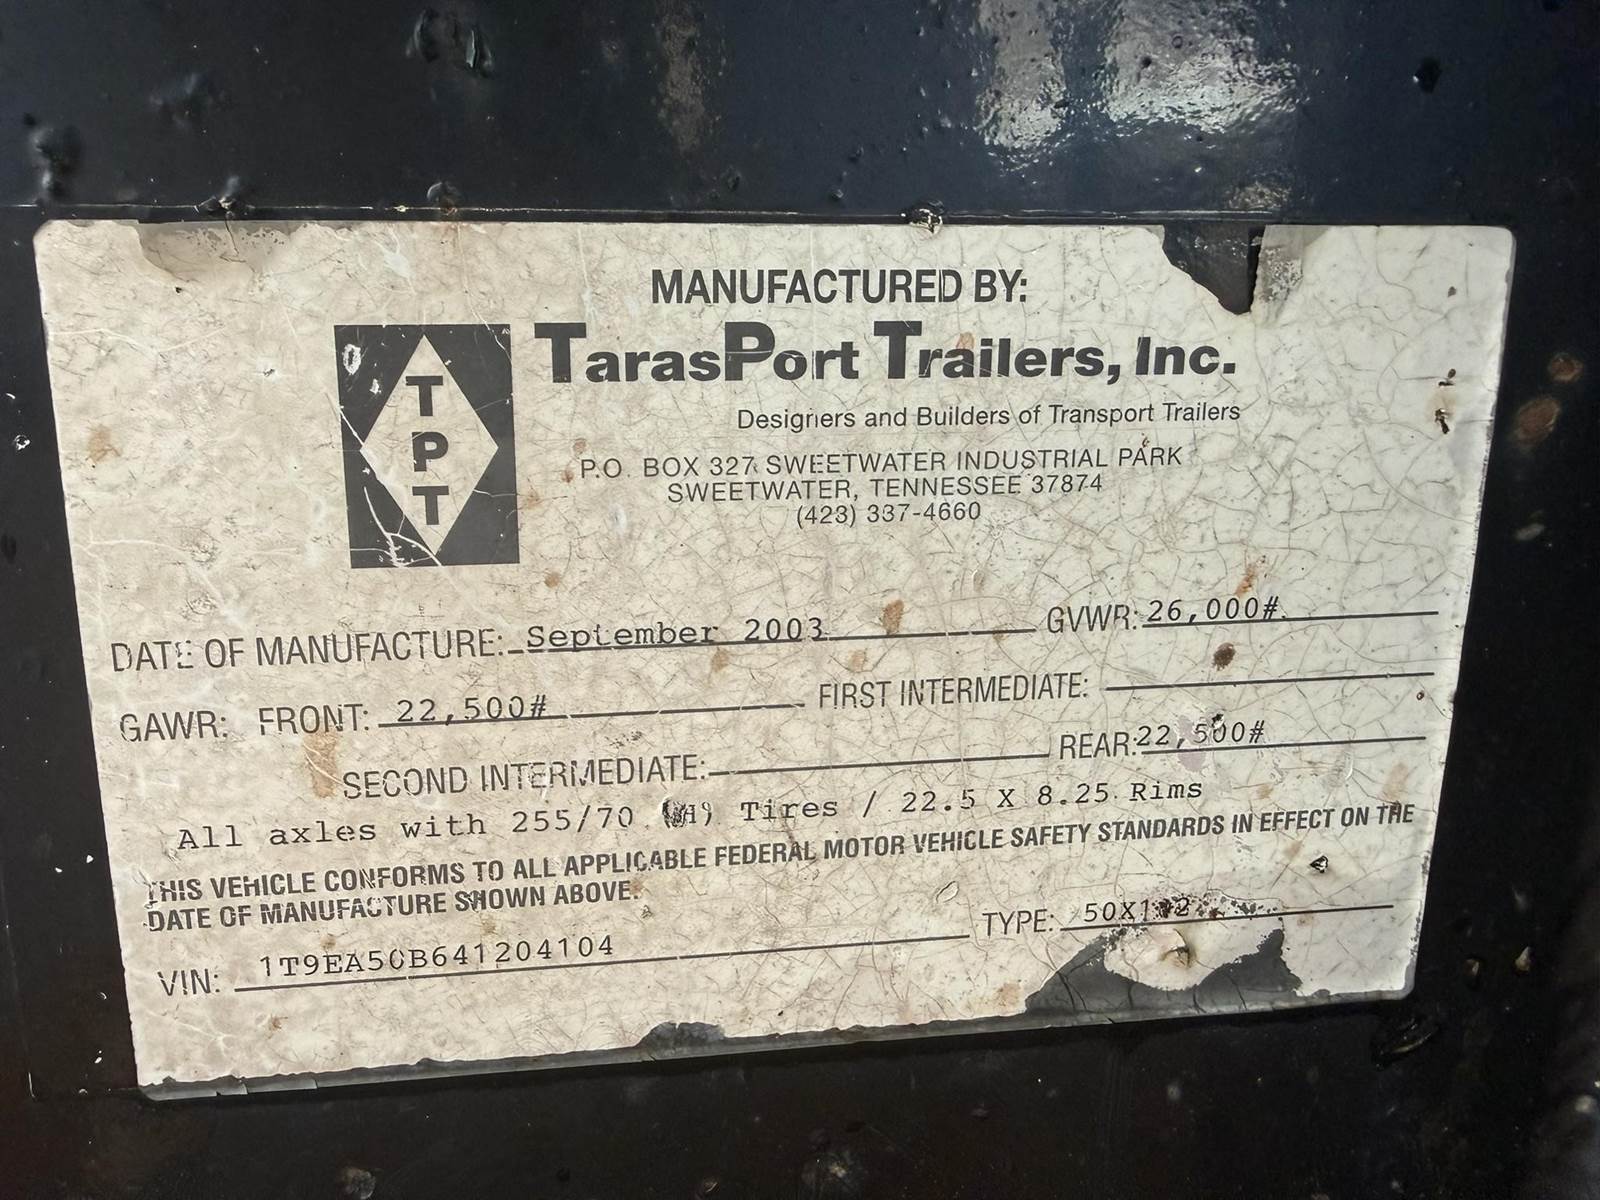 MANUFACTURED BY:
TPT
TarasPort Trailers, Inc.
Designers and Builders of Transport Trailers
P.O. BOX 327, SWEETWATER INDUSTRIAL PARK
SWEETWATER, TENNESSEE 37874
(423) 337-4660
DATE OF MANUFACTURE: September 2003 GVWR: 26,000#
GAWR: FRONT: 22,500# FIRST INTERMEDIATE:
SECOND INTERMEDIATE: REAR: 22,500#
All axles with 255/70 Tires / 22.5 X 8.25 Rims
THIS VEHICLE CONFORMS TO ALL APPLICABLE FEDERAL MOTOR VEHICLE SAFETY STANDARDS IN EFFECT ON THE
DATE OF MANUFACTURE SHOWN ABOVE.
VIN: 1T9EA50B641204104 TYPE: